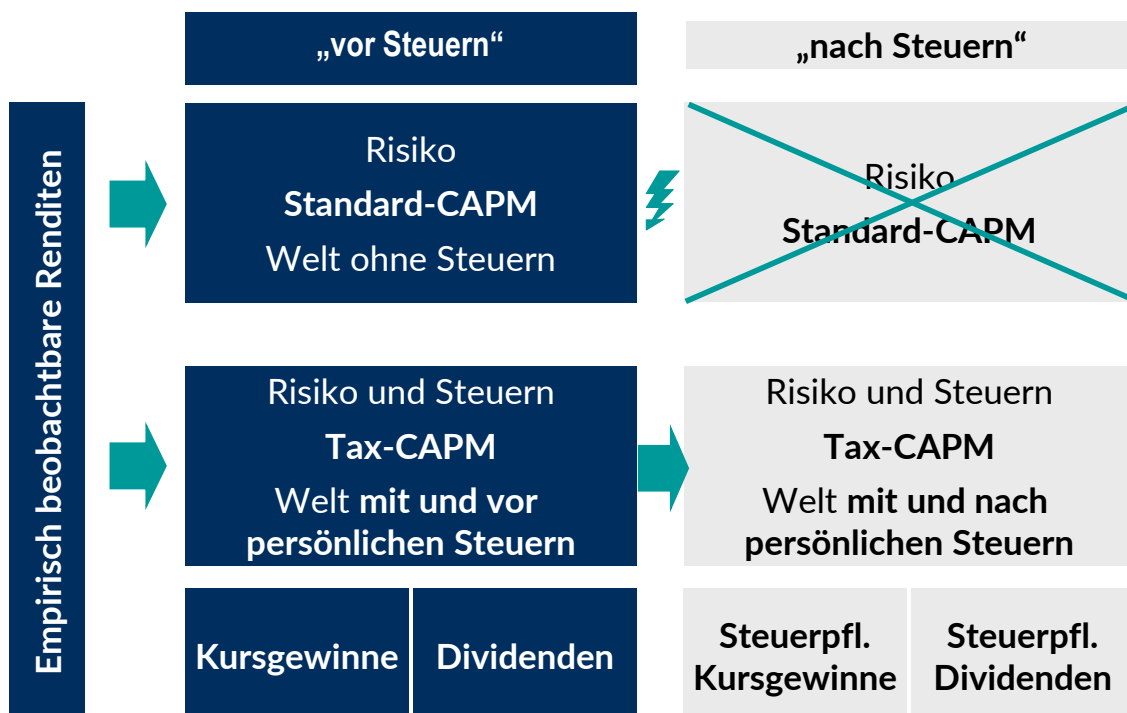 „vor Steuern“
„nach Steuern“
Empirisch beobachtbare Renditen
Risiko
Standard-CAPM
Welt ohne Steuern
Risiko
Standard-CAPM
Risiko und Steuern
Tax-CAPM
Welt mit und vor
persönlichen Steuern
Risiko und Steuern
Tax-CAPM
Welt mit und nach
persönlichen Steuern
Kursgewinne
Dividenden
Steuerpfl.
Kursgewinne
Steuerpfl.
Dividenden